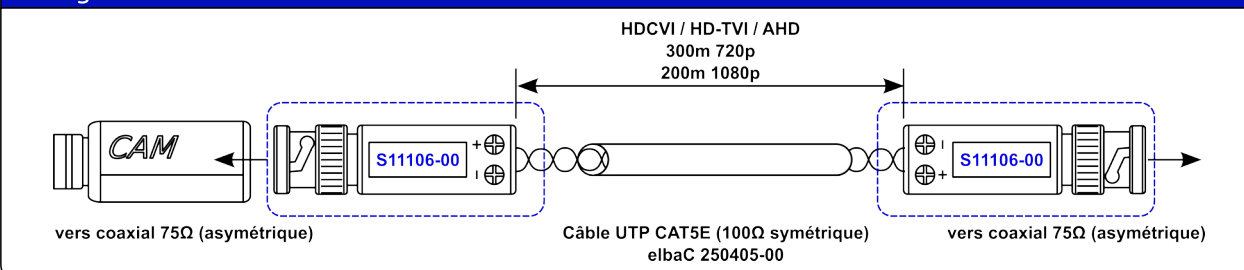 HDCVI / HD-TVI / AHD
300m 720p
200m 1080p
CAM
S11106-00
+
-
S11106-00
-
+
vers coaxial 75Ω (asymétrique)
Câble UTP CAT5E (100Ω symétrique)
elbaC 250405-00
vers coaxial 75Ω (asymétrique)